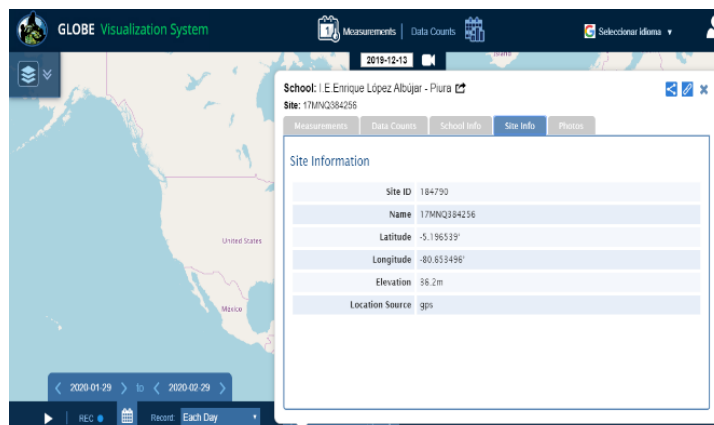 GLOBE Visualization System
1 Measurements | Data Counts
G Seleccionar idioma ▼
2019-12-13
School: I.E.Enrique López Albújar - Piura
Site: 17MNQ384256
Measurements Data Counts School Info Site Info Photos
Site Information
Site ID 184790
Name 17MNQ384256
Latitude -5.196539°
Longitude -80.653496°
Elevation 36.2m
Location Source gps
United States
México
2020-01-29 to 2020-02-29
REC Record: Each Day